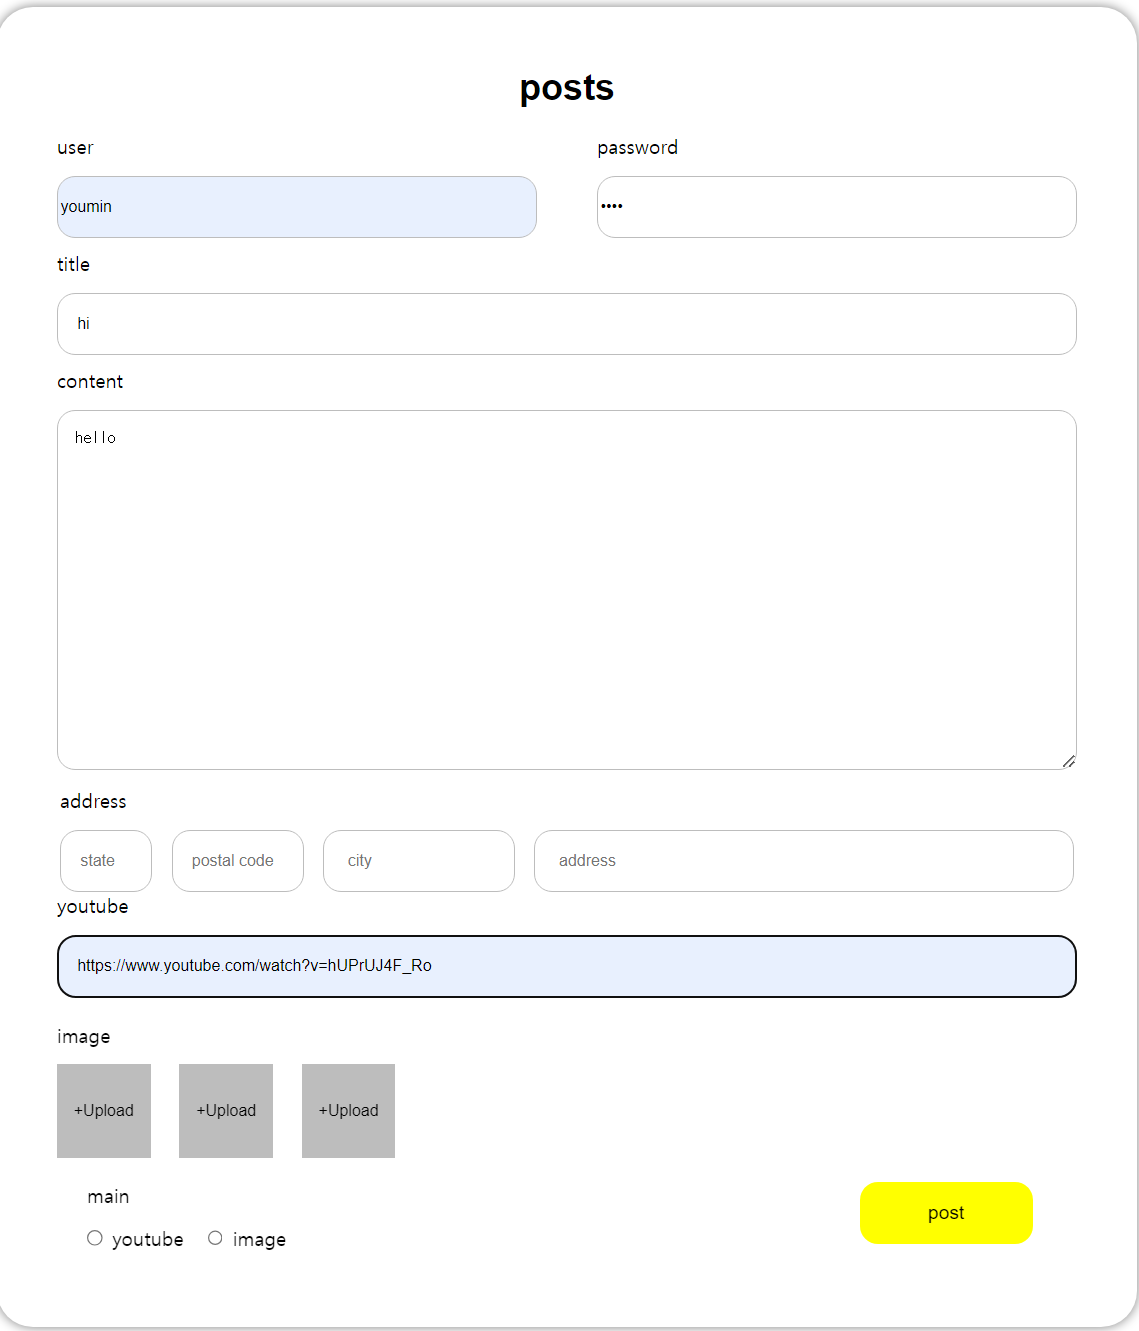 posts
user
password
youmin
••••
title
hi
content
hello
address
state
postal code
city
address
youtube
https://www.youtube.com/watch?v=hUPrUJ4F_Ro
image
+Upload
+Upload
+Upload
main
post
youtube
image